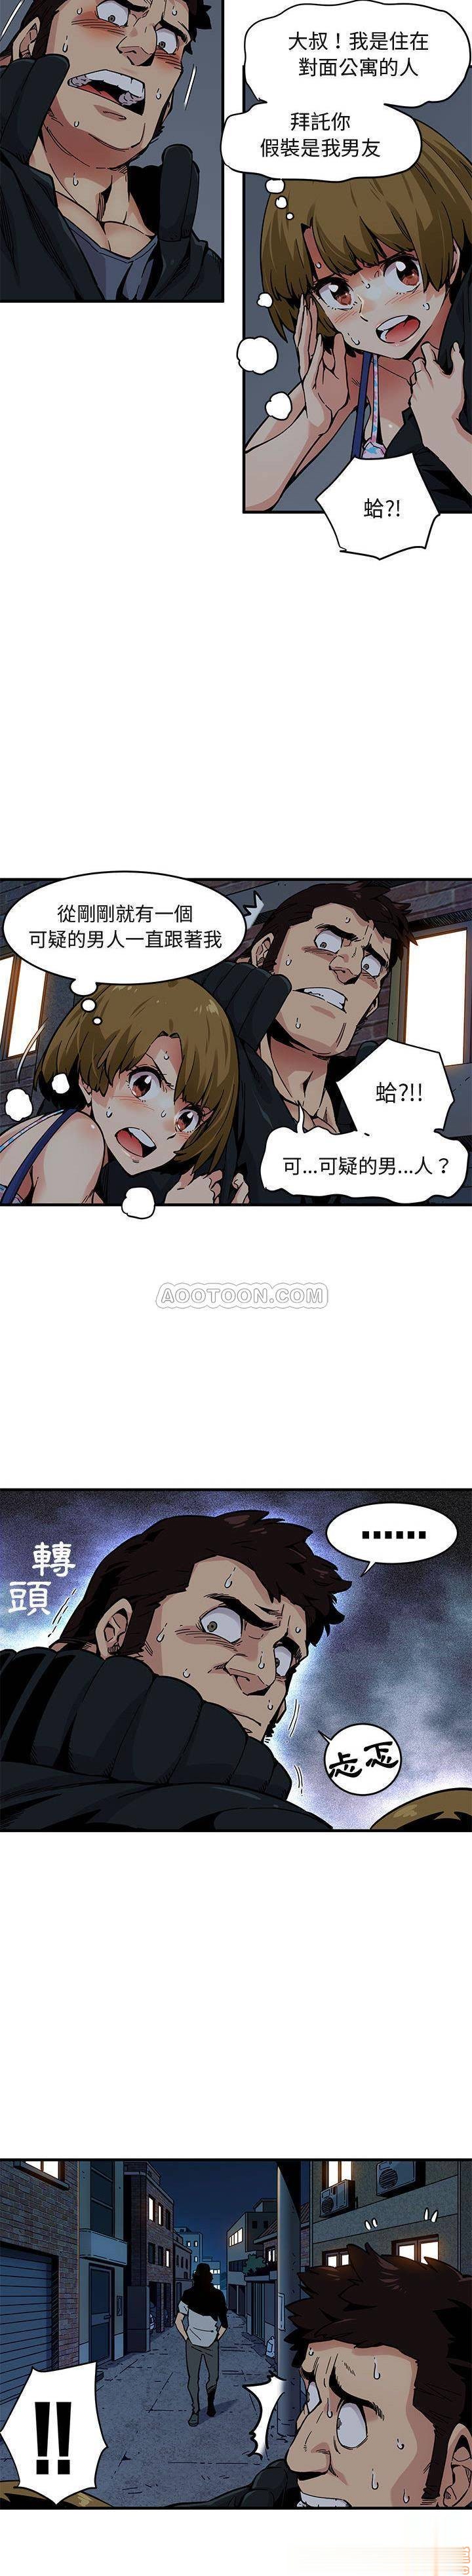 大叔！我是住在
對面公寓的人
拜託你
假裝是我男友
蛤?!
從剛剛就有一個
可疑的男人一直跟著我
蛤?!!
可...可疑的男...人？
AOOTOON.COM
......
轉
頭
忐忑
!!